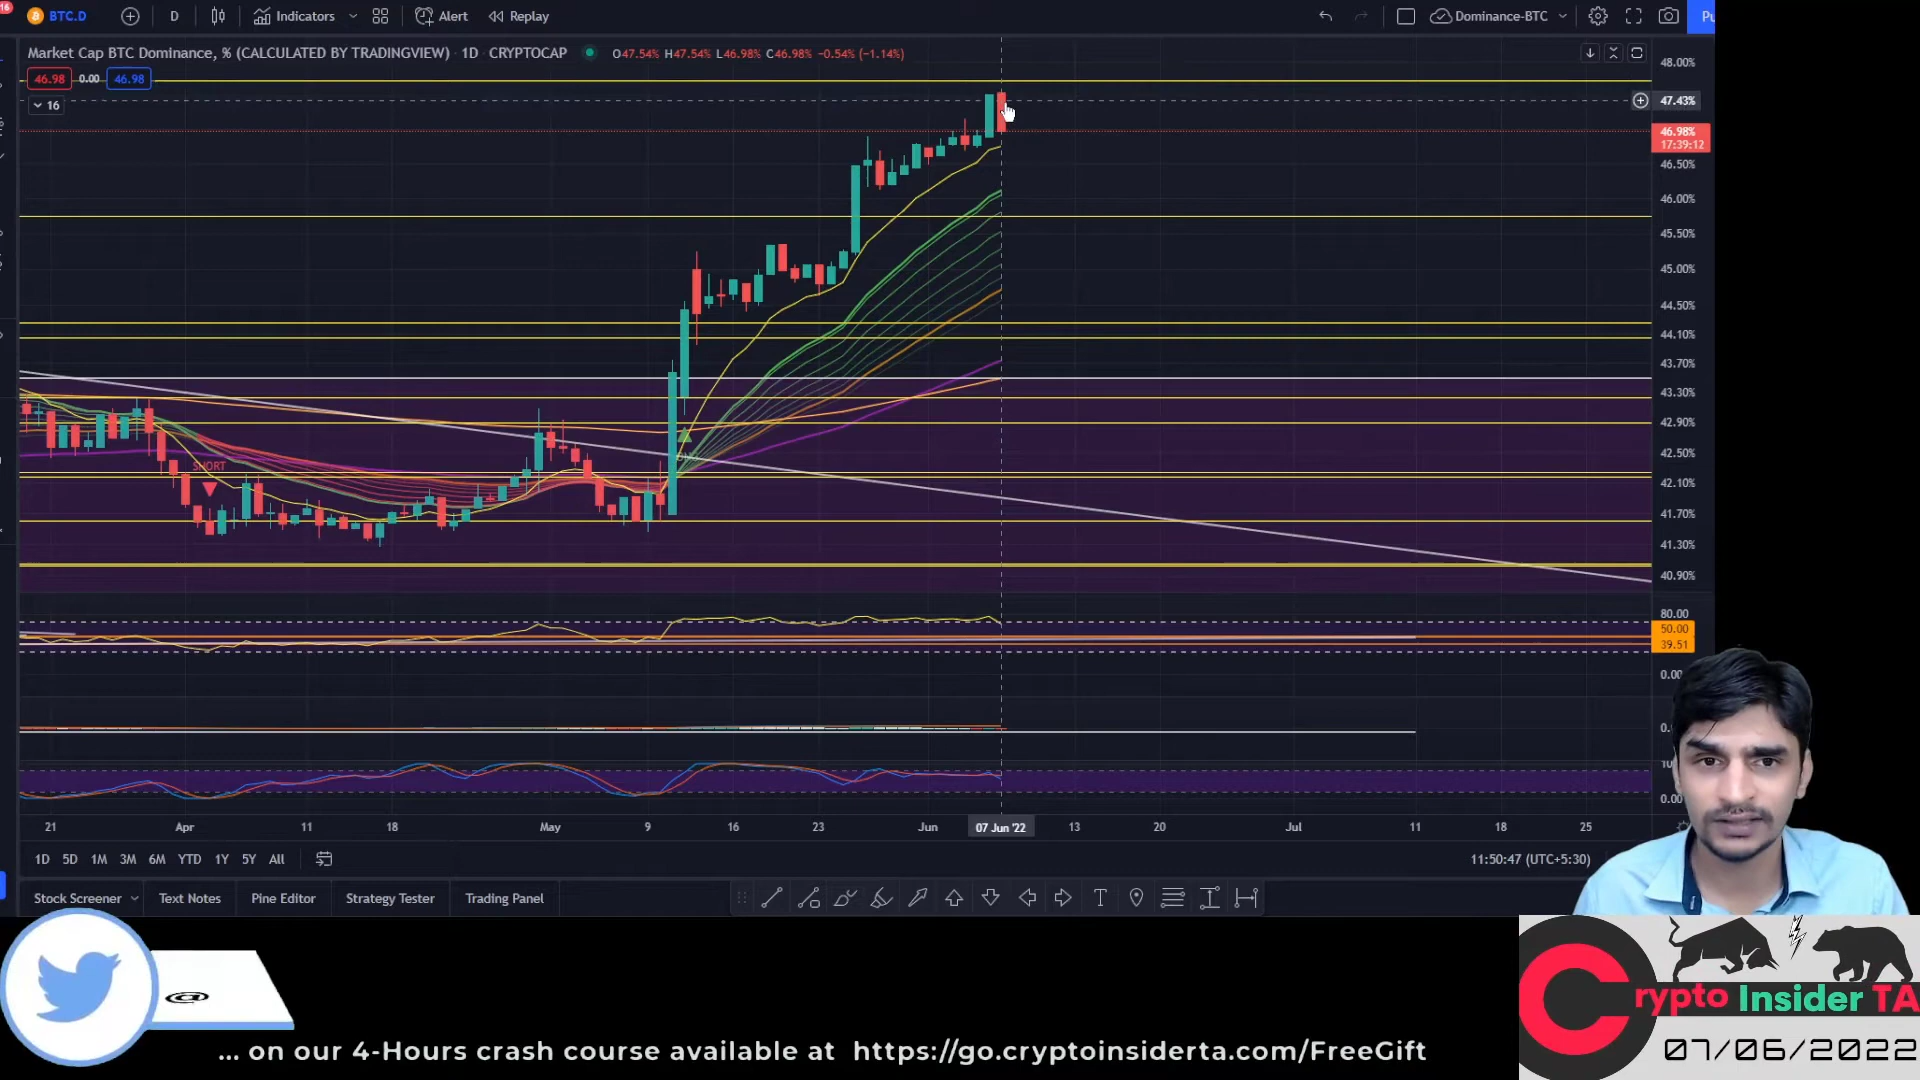 16
BTC.D
D
Indicators
Alert
Replay
Dominance-BTC
Pu
Market Cap BTC Dominance, % (CALCULATED BY TRADINGVIEW) · 1D · CRYPTOCAP
O47.54% H47.54% L46.98% C46.98% -0.54% (-1.14%)
46.98 0.00 46.98
16
48.00%
47.43%
46.98%
17:39:12
46.50%
46.00%
45.50%
45.00%
44.50%
44.10%
43.70%
43.30%
42.90%
42.50%
42.10%
41.70%
41.30%
40.90%
SHORT
80.00
50.00
39.51
0.00
0.00
21 Apr 11 18 May 9 16 23 Jun 07 Jun '22 13 20 Jul 11 18 25
1D 5D 1M 3M 6M YTD 1Y 5Y All
11:50:47 (UTC+5:30)
Stock Screener Text Notes Pine Editor Strategy Tester Trading Panel
@
... on our 4-Hours crash course available at https://go.cryptoinsiderta.com/FreeGift
Crypto Insider TA
07/06/2022